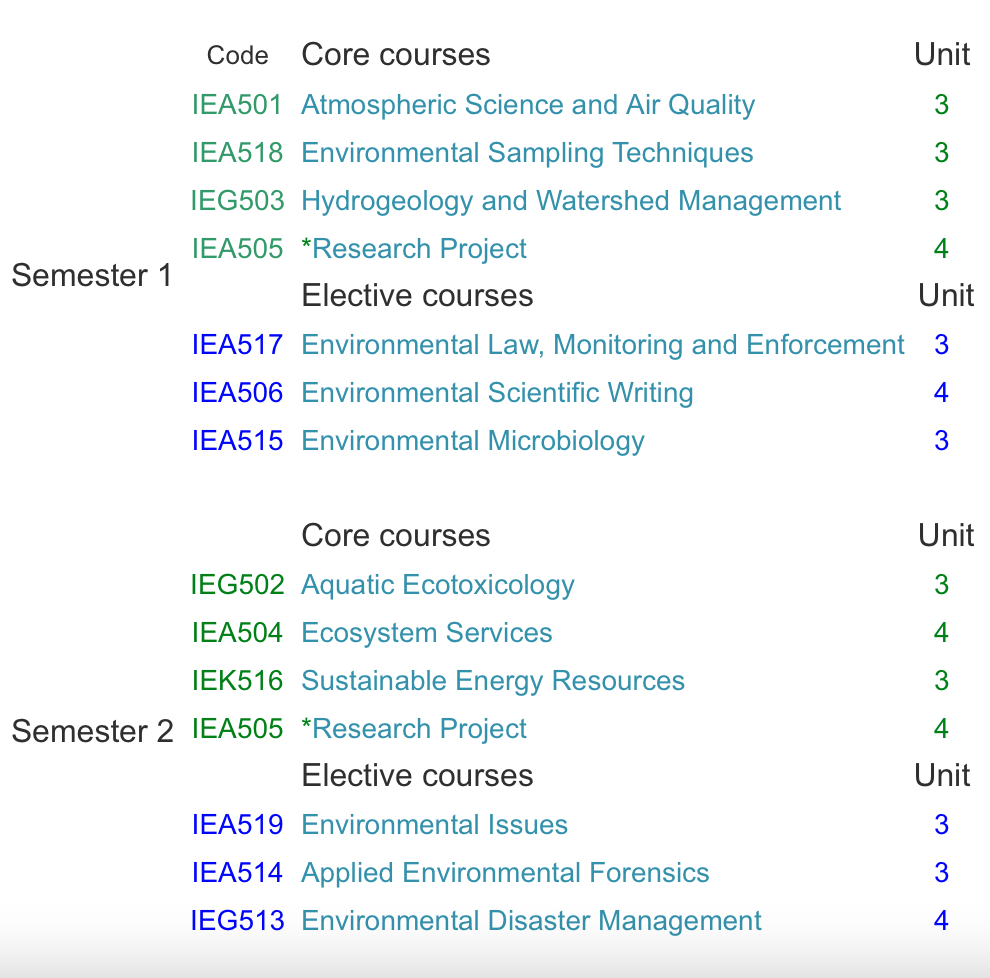 Code Core courses Unit
IEA501 Atmospheric Science and Air Quality 3
IEA518 Environmental Sampling Techniques 3
IEG503 Hydrogeology and Watershed Management 3
IEA505 *Research Project 4
Semester 1
Elective courses Unit
IEA517 Environmental Law, Monitoring and Enforcement 3
IEA506 Environmental Scientific Writing 4
IEA515 Environmental Microbiology 3
Core courses Unit
IEG502 Aquatic Ecotoxicology 3
IEA504 Ecosystem Services 4
IEK516 Sustainable Energy Resources 3
Semester 2 IEA505 *Research Project 4
Elective courses Unit
IEA519 Environmental Issues 3
IEA514 Applied Environmental Forensics 3
IEG513 Environmental Disaster Management 4